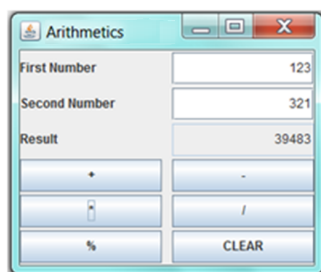 Arithmetics
First Number 123
Second Number 321
Result 39483
+ -
* /
% CLEAR